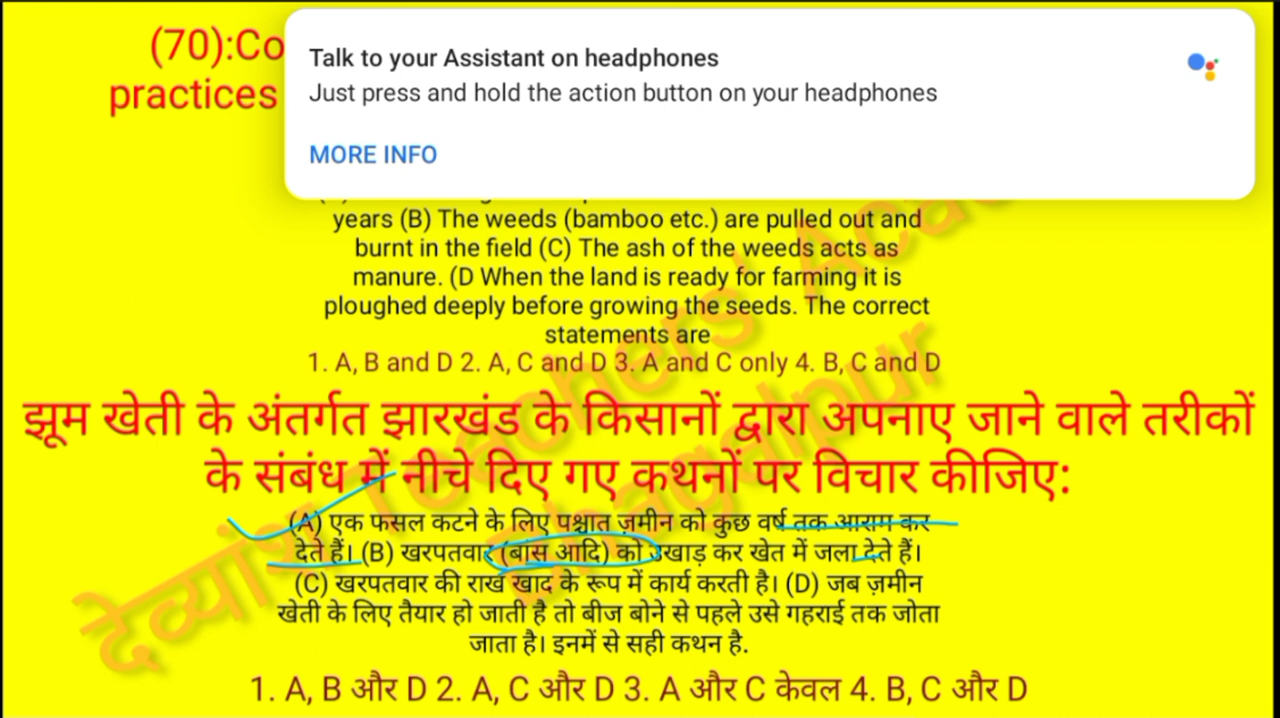 (70):Co
practices
Talk to your Assistant on headphones
Just press and hold the action button on your headphones
MORE INFO
years (B) The weeds (bamboo etc.) are pulled out and
burnt in the field (C) The ash of the weeds acts as
manure. (D When the land is ready for farming it is
ploughed deeply before growing the seeds. The correct
statements are
1. A, B and D 2. A, C and D 3. A and C only 4. B, C and D
झूम खेती के अंतर्गत झारखंड के किसानों द्वारा अपनाए जाने वाले तरीकों
के संबंध में नीचे दिए गए कथनों पर विचार कीजिए:
(A) एक फसल कटने के लिए पश्चात ज़मीन को कुछ वर्ष तक आराम कर
देते हैं। (B) खरपतवार (बांस आदि) को उखाड़ कर खेत में जला देते हैं।
(C) खरपतवार की राख खाद के रूप में कार्य करती है। (D) जब ज़मीन
खेती के लिए तैयार हो जाती है तो बीज बोने से पहले उसे गहराई तक जोता
जाता है। इनमें से सही कथन है.
1. A, B और D 2. A, C और D 3. A और C केवल 4. B, C और D
देव्यांश Teachers' Acad
Bhagalpur